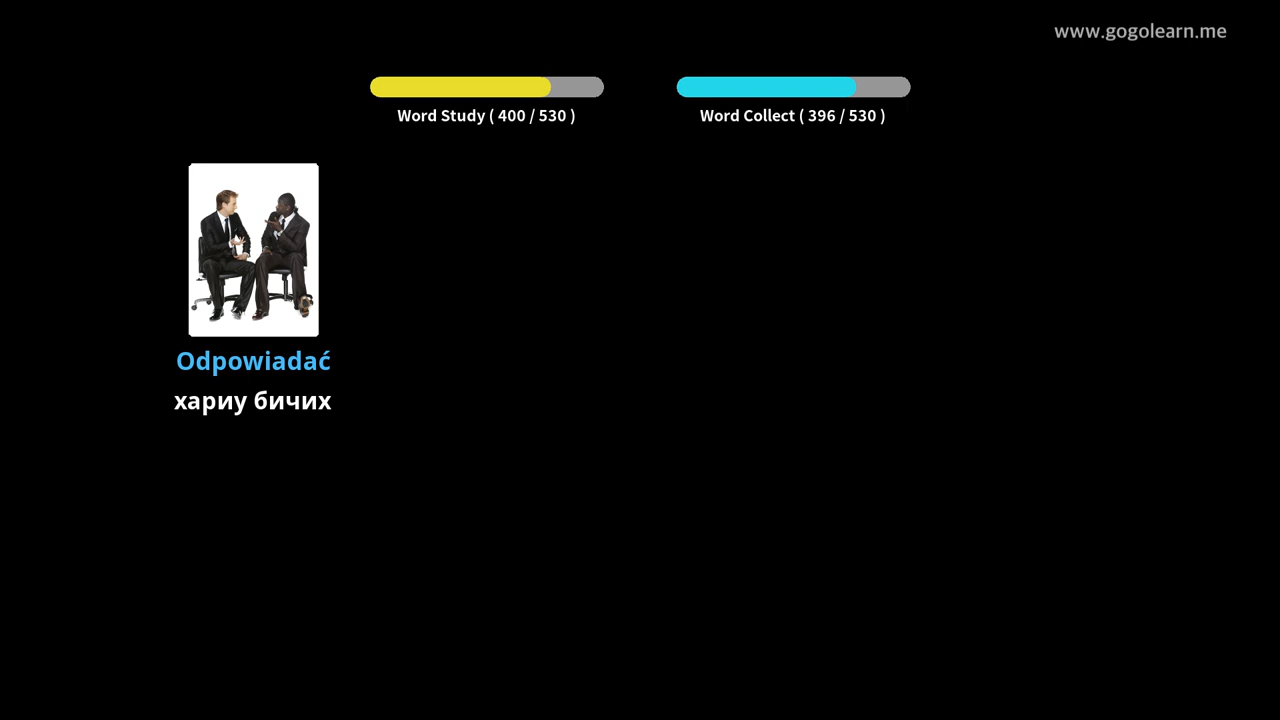 www.gogolearn.me
Word Study ( 400 / 530 )
Word Collect ( 396 / 530 )
Odpowiadać
хариу бичих